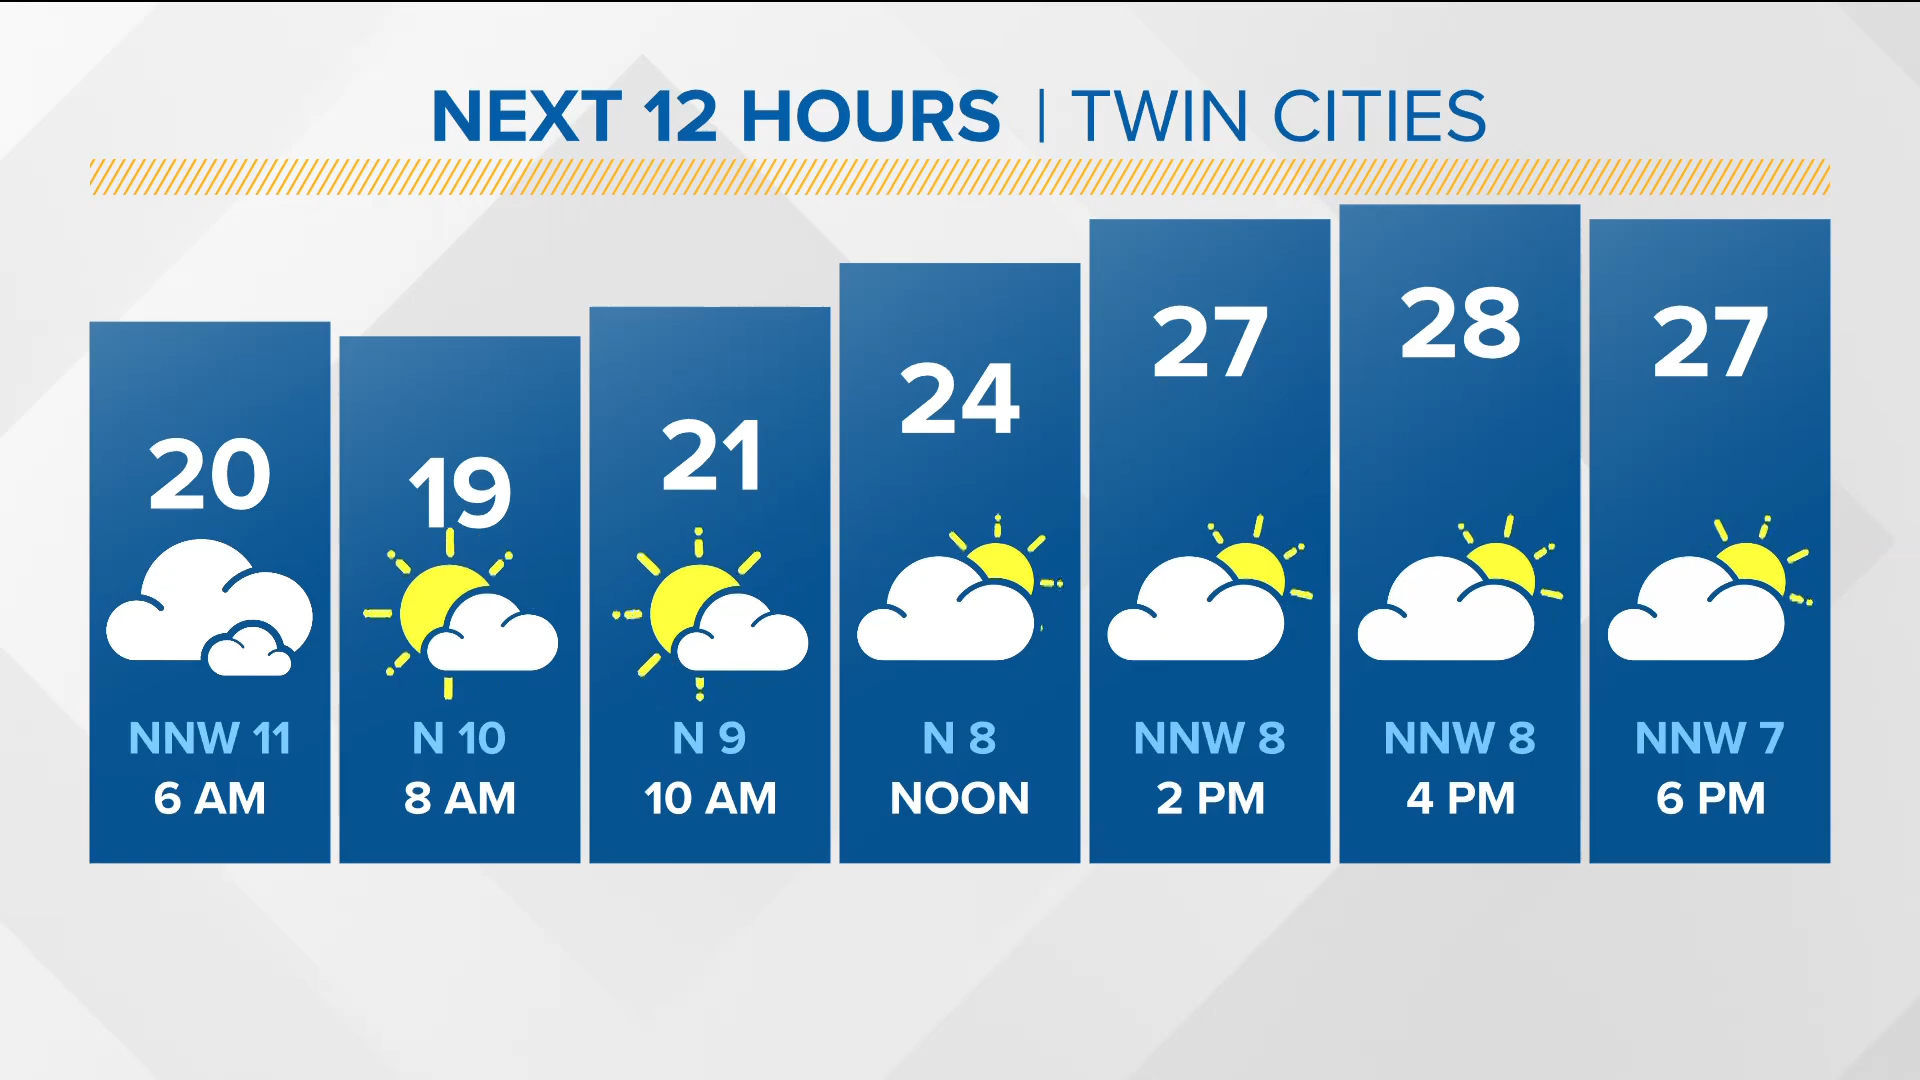 NEXT 12 HOURS | TWIN CITIES
20 19 21 24 27 28 27
NNW 11 N 10 N 9 N 8 NNW 8 NNW 8 NNW 7
6 AM 8 AM 10 AM NOON 2 PM 4 PM 6 PM